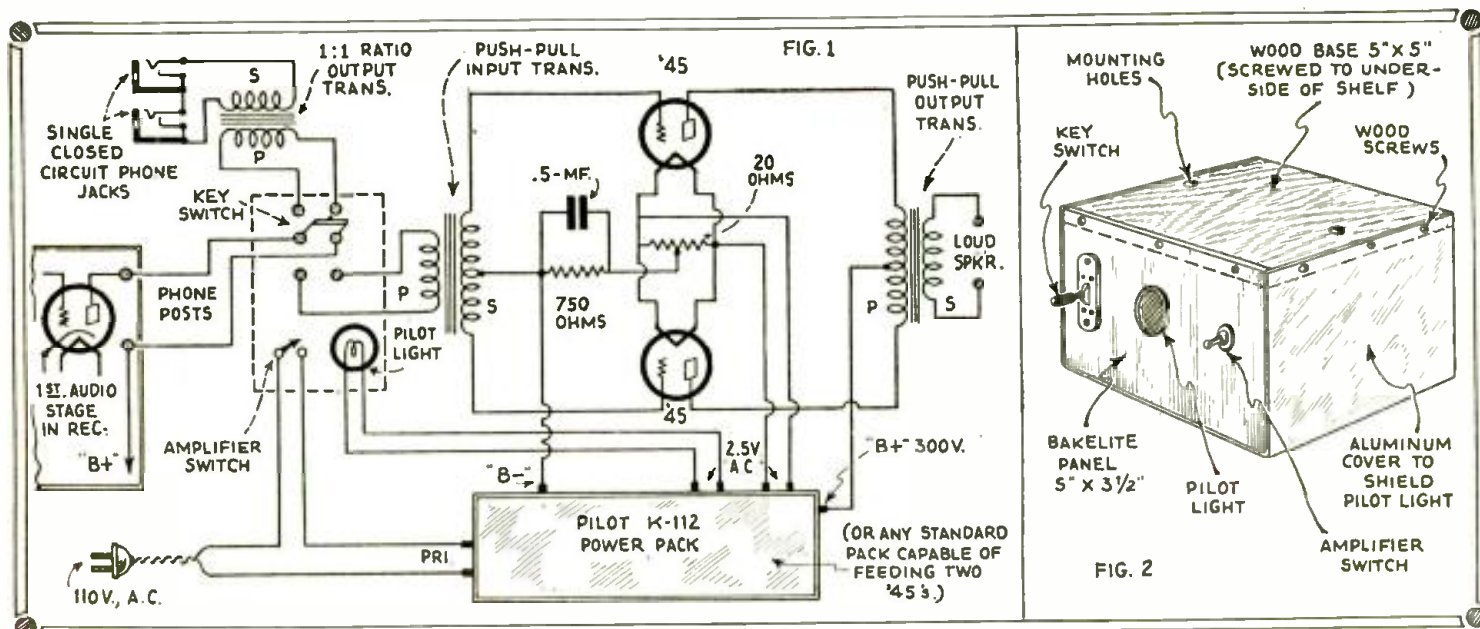 FIG. 1
1:1 RATIO
OUTPUT
TRANS.
S
P
SINGLE
CLOSED
CIRCUIT PHONE
JACKS
KEY
SWITCH
PHONE
POSTS
1ST. AUDIO
STAGE
IN REC.
"B+"
AMPLIFIER
SWITCH
PILOT
LIGHT
PUSH-PULL
INPUT TRANS.
P
S
.5-MF.
750
OHMS
20
OHMS
'45
'45
PUSH-PULL
OUTPUT
TRANS.
P
S
LOUD
SPK'R.
"B-"
2.5V
A C
"B+" 300V.
PRI
PILOT K-112
POWER PACK
(OR ANY STANDARD
PACK CAPABLE OF
FEEDING TWO
'45's.)
110V., A.C.
MOUNTING
HOLES
WOOD BASE 5" X 5"
(SCREWED TO UNDER-
SIDE OF SHELF )
KEY
SWITCH
WOOD
SCREWS
BAKELITE
PANEL
5" X 3 1/2"
PILOT
LIGHT
ALUMINUM
COVER TO
SHIELD
PILOT LIGHT
AMPLIFIER
SWITCH
FIG. 2